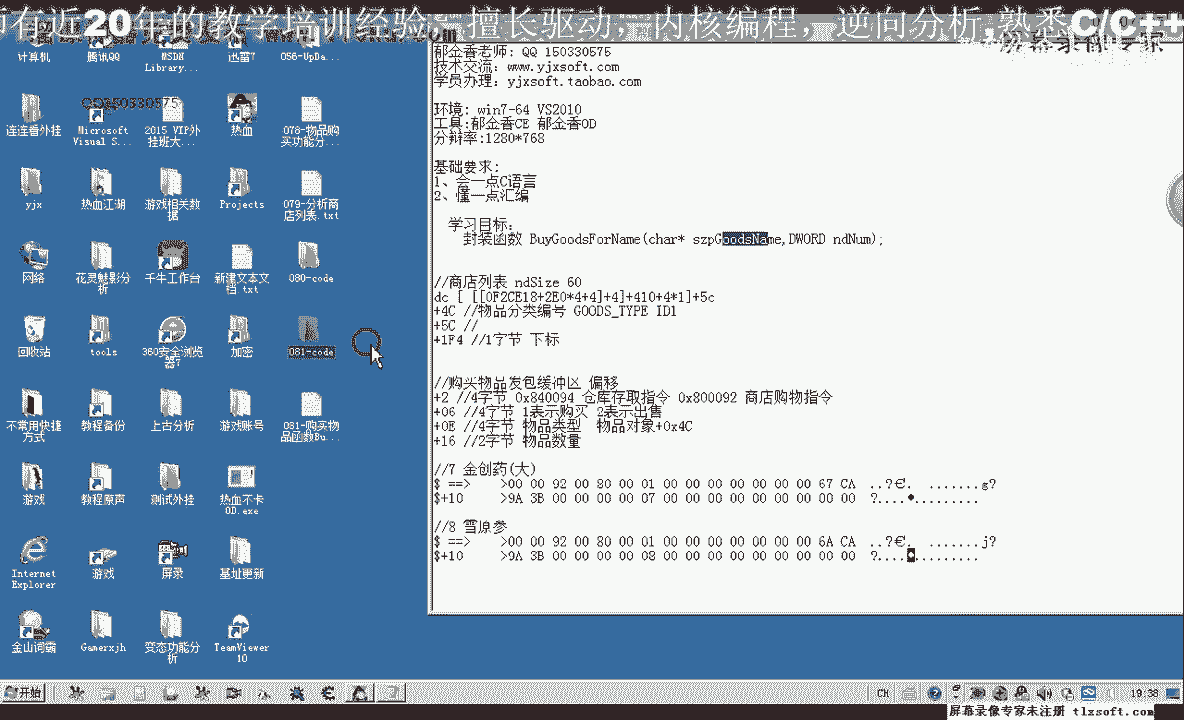 有近20年的教学培训经验，擅长驱动，内核编程，逆向分析,熟悉C/C++
屏幕录像专家
计算机
腾讯QQ
MSDN Library...
迅雷7
056-UpDa...
QQ150330575
连连看外挂
Microsoft Visual S...
2015 VIP外挂班大...
热血
078-物品购买功能分...
yjx
热血江湖
游戏相关数据
Projects
079-分析商店列表.txt
网络
花灵魅影分析
千牛工作台
新建文本文档.txt
080-code
回收站
tools
360安全浏览器7
加密
081-code
不常用快捷方式
教程备份
上古分析
游戏账号
081-购买物品函数Bu...
游戏
教程原声
测试外挂
热血不卡OD.exe
Internet Explorer
游戏
屏录
基址更新
金山词霸
Gamerxjh
变态功能分析
TeamViewer 10
郁金香老师: QQ 150330575
技术交流: www.yjxsoft.com
学员办理: yjxsoft.taobao.com
环境: win7-64 VS2010
工具:郁金香CE 郁金香OD
分辩率:1280*768
基础要求:
1、会一点C语言
2、懂一点汇编
学习目标:
封装函数 BuyGoodsForName(char* szpGoodsName,DWORD ndNum);
//商店列表 ndSize 60
dc [ [[0F2CE18+2E0*4+4]+4]+410+4*1]+5c
+4C //物品分类编号 GOODS_TYPE ID1
+5C //
+1F4 //1字节 下标
//购买物品发包缓冲区 偏移
+2 //4字节 0x840094 仓库存取指令 0x800092 商店购物指令
+06 //4字节 1表示购买 2表示出售
+0E //4字节 物品类型  物品对象+0x4C
+16 //2字节 物品数量
//7 金创药(大)
$ ==>    >00 00 92 00 80 00 01 00 00 00 00 00 00 00 67 CA  ..?€.  .......g?
$+10     >9A 3B 00 00 00 00 07 00 00 00 00 00 00 00 00 00  ?....•.........
//8 雪原参
$ ==>    >00 00 92 00 80 00 01 00 00 00 00 00 00 00 6A CA  ..?€.  .......j?
$+10     >9A 3B 00 00 00 00 08 00 00 00 00 00 00 00 00 00  ?....◘.........
开始
CH
19:38
屏幕录像专家未注册 tlxsoft.com